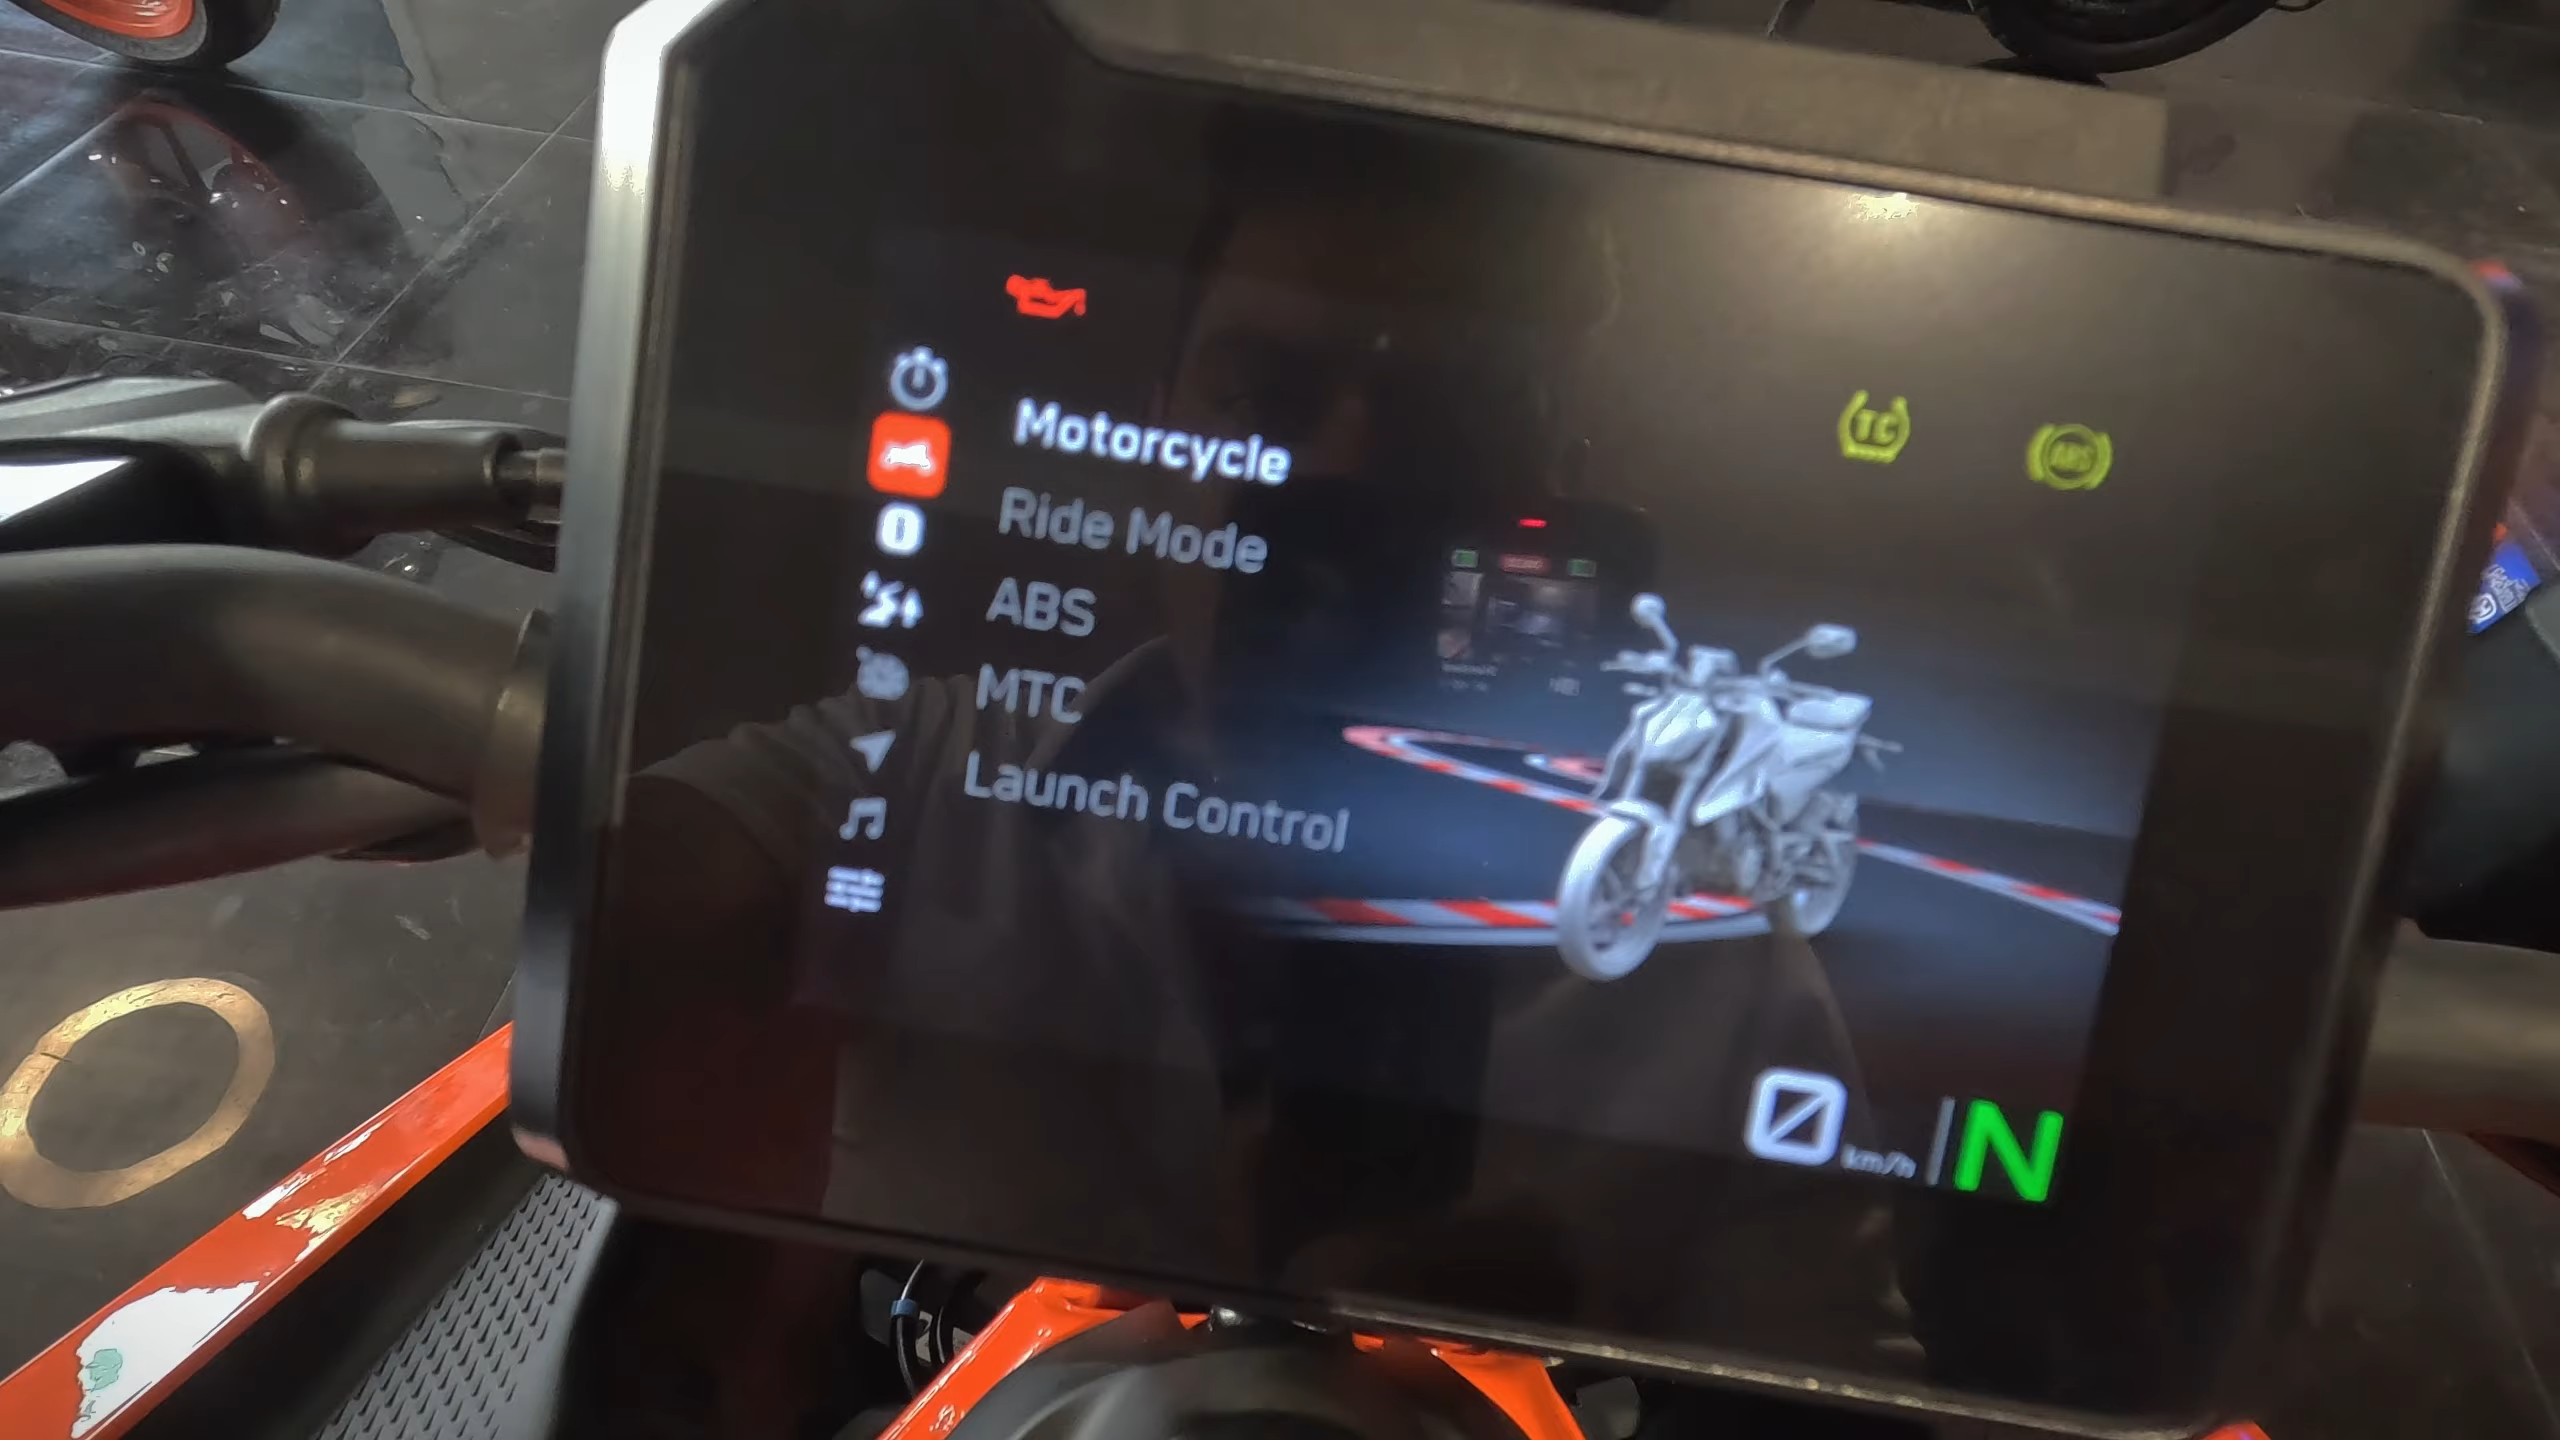 Motorcycle
TC
ABS
Ride Mode
ABS
MTC
Launch Control
0 km/h
N